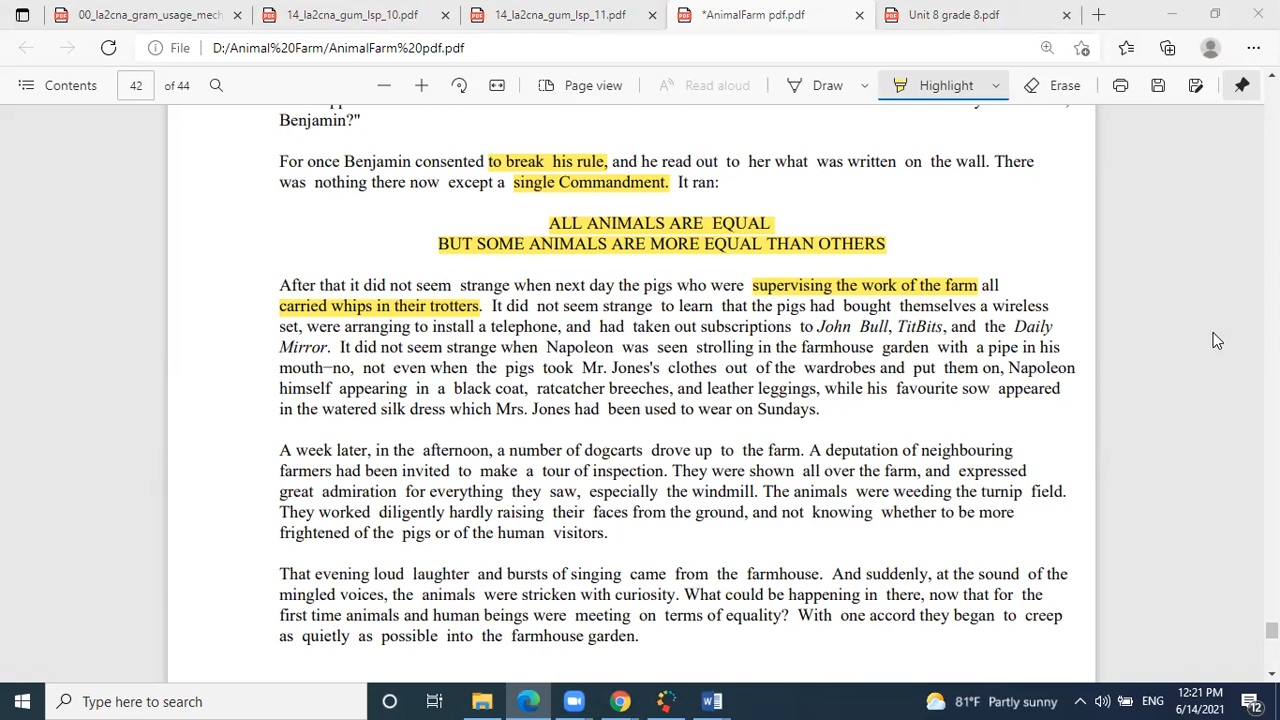 00_la2cna_gram_usage_mech
14_la2cna_gum_lsp_10.pdf
14_la2cna_gum_lsp_11.pdf
*AnimalFarm pdf.pdf
Unit 8 grade 8.pdf
File D:/Animal%20Farm/AnimalFarm%20pdf.pdf
Contents 42 of 44 Page view Read aloud Draw Highlight Erase
Benjamin?"
For once Benjamin consented to break his rule, and he read out to her what was written on the wall. There
was nothing there now except a single Commandment. It ran:
ALL ANIMALS ARE EQUAL
BUT SOME ANIMALS ARE MORE EQUAL THAN OTHERS
After that it did not seem strange when next day the pigs who were supervising the work of the farm all
carried whips in their trotters. It did not seem strange to learn that the pigs had bought themselves a wireless
set, were arranging to install a telephone, and had taken out subscriptions to John Bull, TitBits, and the Daily
Mirror. It did not seem strange when Napoleon was seen strolling in the farmhouse garden with a pipe in his
mouth−no, not even when the pigs took Mr. Jones's clothes out of the wardrobes and put them on, Napoleon
himself appearing in a black coat, ratcatcher breeches, and leather leggings, while his favourite sow appeared
in the watered silk dress which Mrs. Jones had been used to wear on Sundays.
A week later, in the afternoon, a number of dogcarts drove up to the farm. A deputation of neighbouring
farmers had been invited to make a tour of inspection. They were shown all over the farm, and expressed
great admiration for everything they saw, especially the windmill. The animals were weeding the turnip field.
They worked diligently hardly raising their faces from the ground, and not knowing whether to be more
frightened of the pigs or of the human visitors.
That evening loud laughter and bursts of singing came from the farmhouse. And suddenly, at the sound of the
mingled voices, the animals were stricken with curiosity. What could be happening in there, now that for the
first time animals and human beings were meeting on terms of equality? With one accord they began to creep
as quietly as possible into the farmhouse garden.
Type here to search
81°F Partly sunny
ENG
12:21 PM
6/14/2021
12